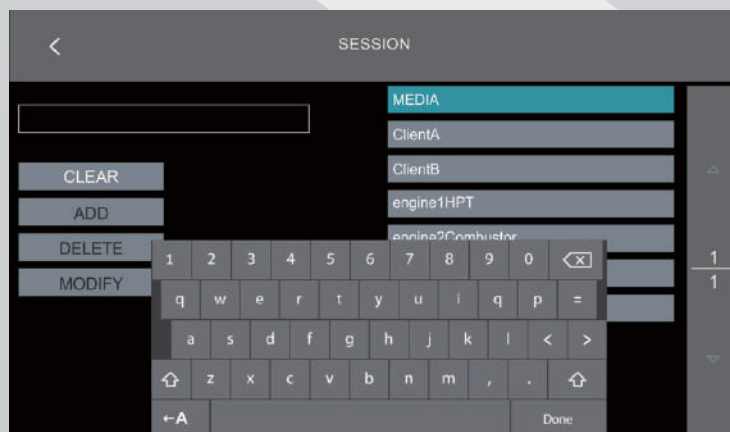 SESSION
MEDIA
ClientA
ClientB
engine1HPT
engine2Combustor
CLEAR
ADD
DELETE
MODIFY
1
1
1 2 3 4 5 6 7 8 9 0
q w e r t y u i q p =
a s d f g h j k l < >
z x c v b n m , .
←A Done